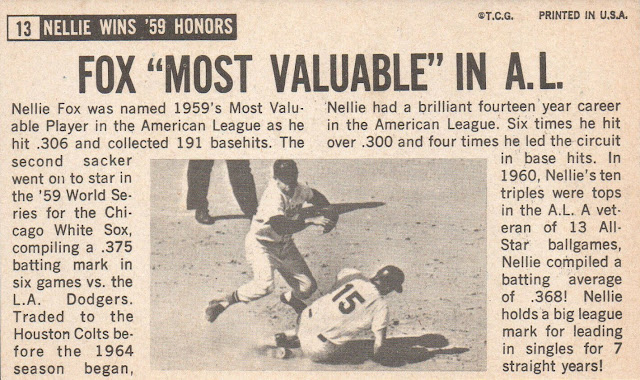 13 NELLIE WINS '59 HONORS
©T.C.G. PRINTED IN U.S.A.
FOX “MOST VALUABLE” IN A.L.
Nellie Fox was named 1959's Most Valu-
able Player in the American League as he
hit .306 and collected 191 basehits. The
second sacker
went on to star in
the '59 World Se-
ries for the Chi-
cago White Sox,
compiling a .375
batting mark in
six games vs. the
L.A. Dodgers.
Traded to the
Houston Colts be-
fore the 1964
season began,
Nellie had a brilliant fourteen year career
in the American League. Six times he hit
over .300 and four times he led the circuit
in base hits. In
1960, Nellie's ten
triples were tops
in the A.L. A vet-
eran of 13 All-
Star ballgames,
Nellie compiled a
batting average
of .368! Nellie
holds a big league
mark for leading
in singles for 7
straight years!
15